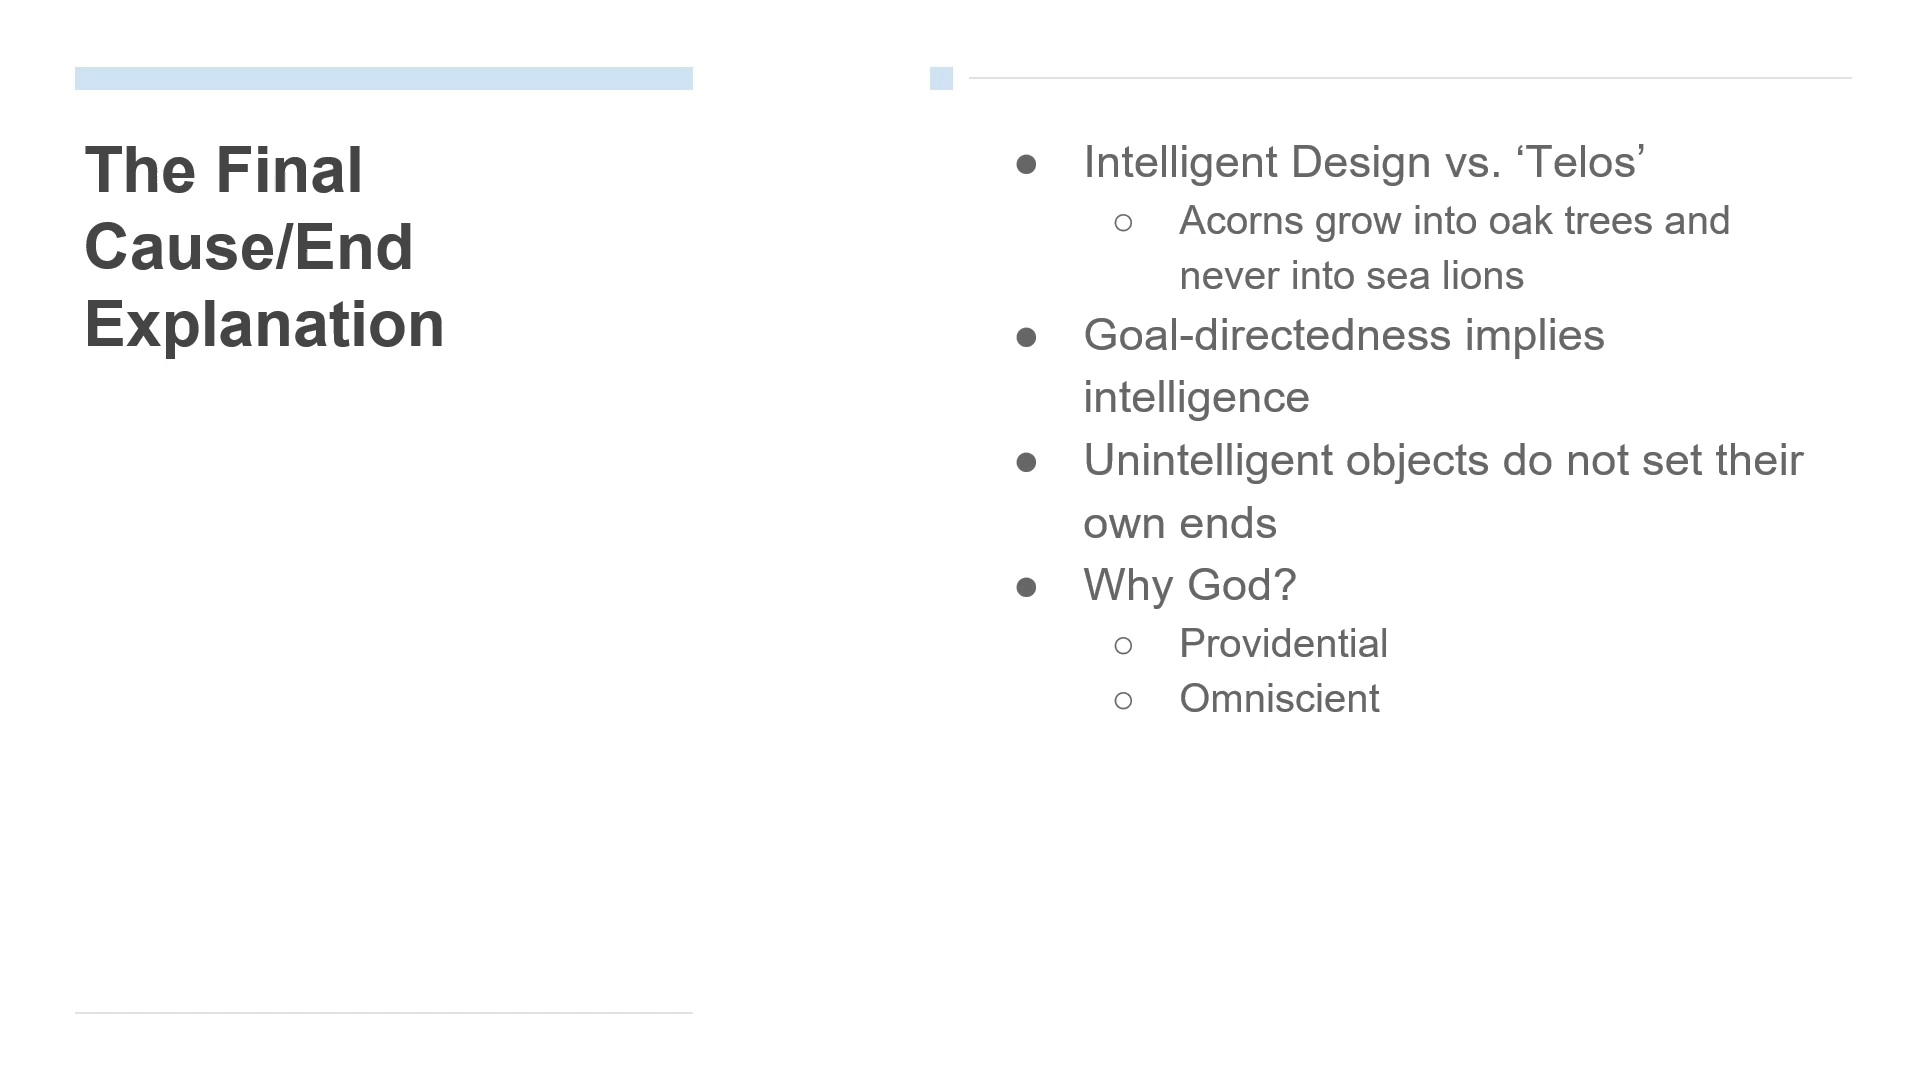 The Final
Cause/End
Explanation
● Intelligent Design vs. ‘Telos’
○ Acorns grow into oak trees and
never into sea lions
● Goal-directedness implies
intelligence
● Unintelligent objects do not set their
own ends
● Why God?
○ Providential
○ Omniscient